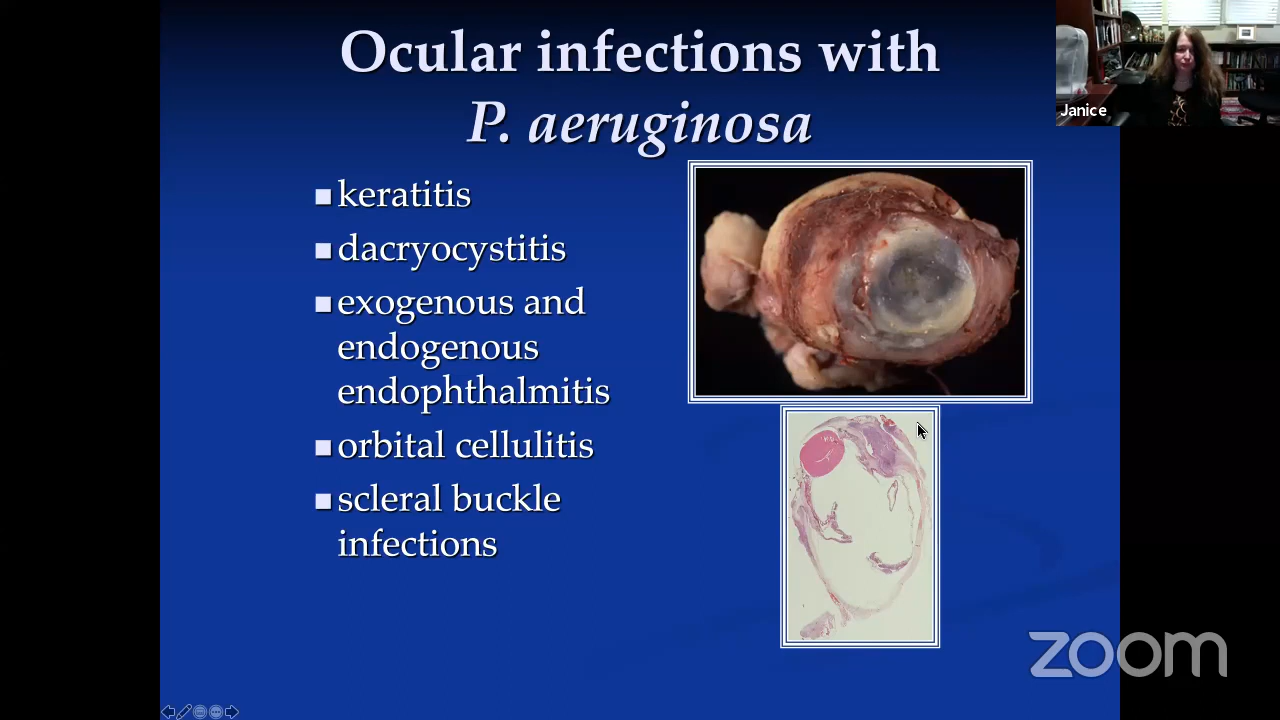 Ocular infections with
P. aeruginosa
Janice
keratitis
dacryocystitis
exogenous and
endogenous
endophthalmitis
orbital cellulitis
scleral buckle
infections
zoom